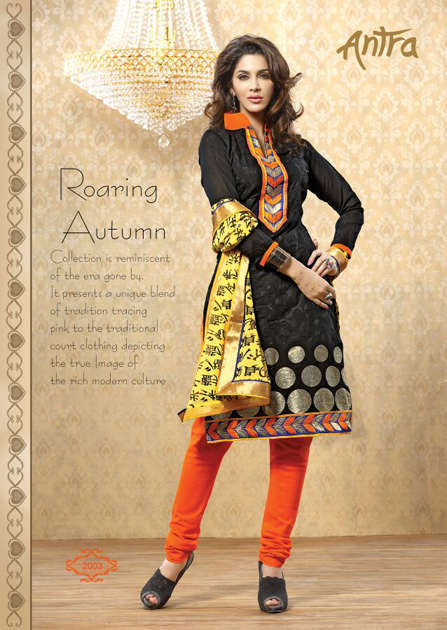 Antra
Roaring
Autumn
Collection is reminiscent
of the era gone by.
It presents a unique blend
of tradition tracing
pink to the traditional
court clothing depicting
the true Image of
the rich modern culture
2003